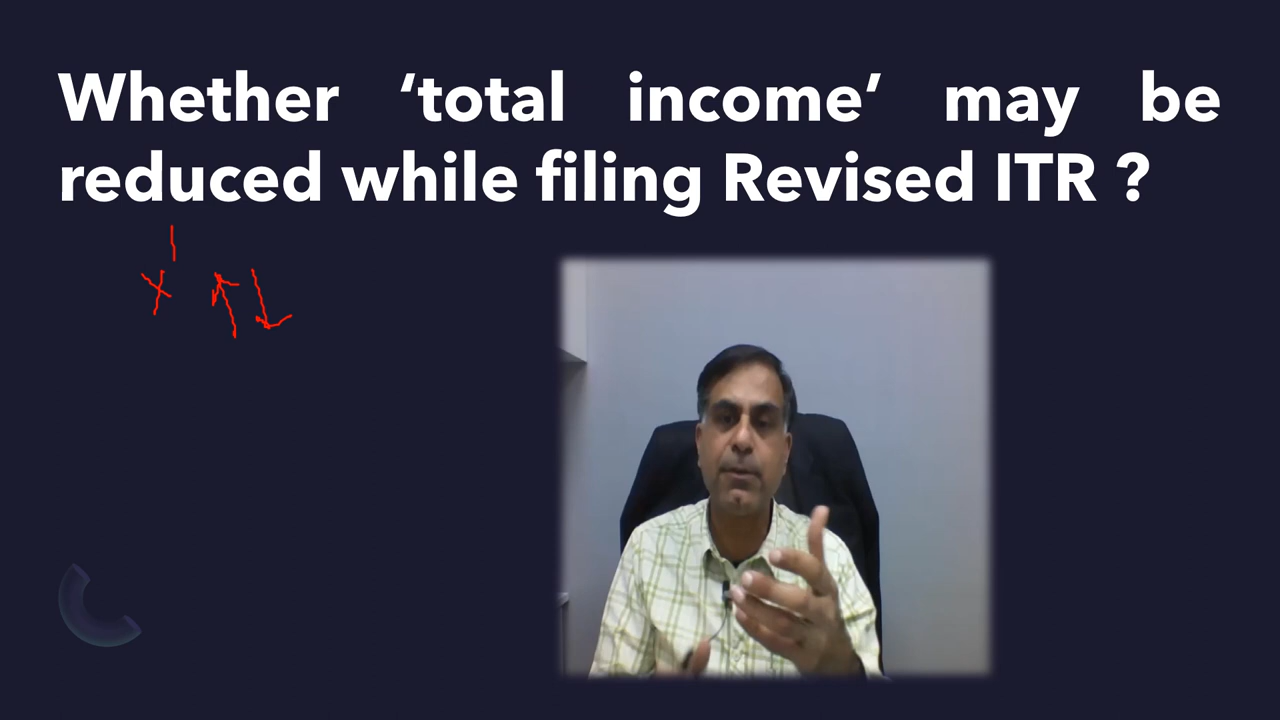 Whether ‘total income’ may be
reduced while filing Revised ITR ?
X